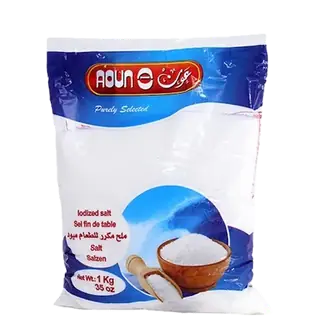 AOUN عون
Purely Selected
Iodized salt
Sel fin de table
ملح مكرر للطعام ميود
Salt
Salzen
Net Wt.: 1 Kg
35 oz